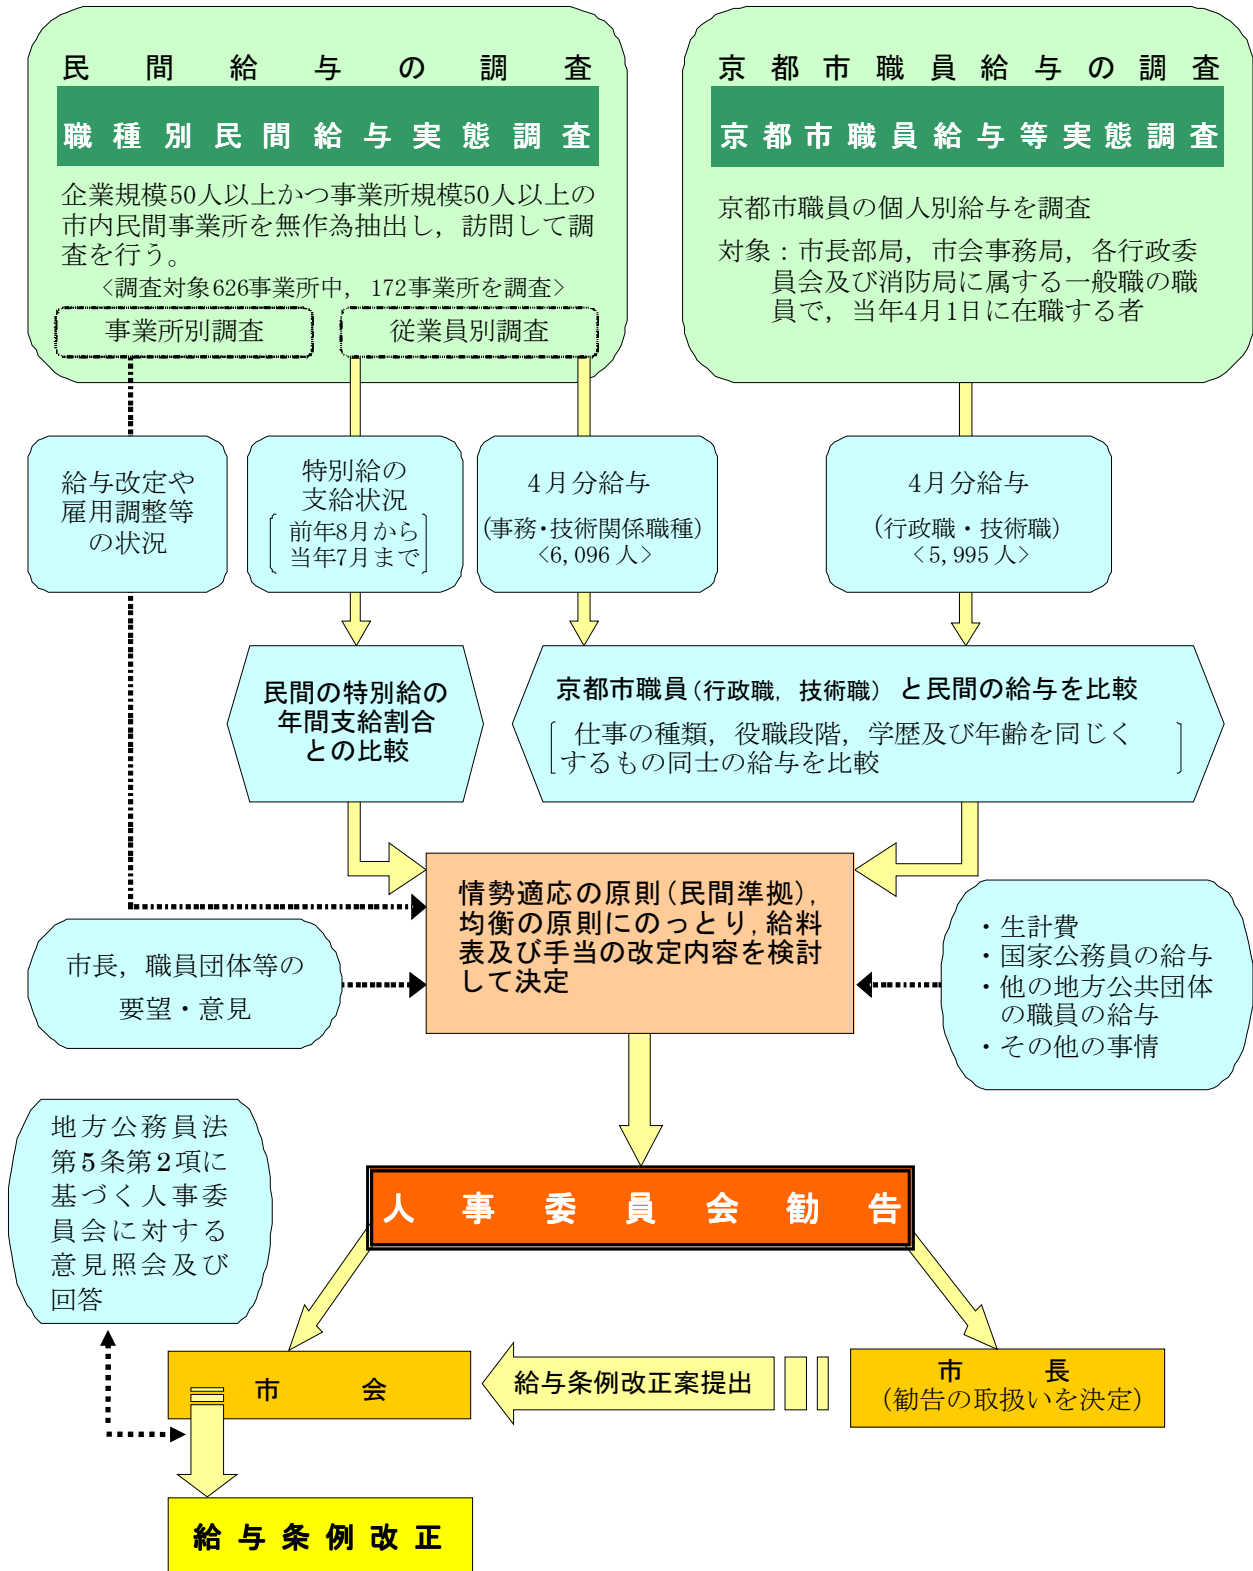 民間給与の調査
職種別民間給与実態調査
企業規模50人以上かつ事業所規模50人以上の
市内民間事業所を無作為抽出し，訪問して調
査を行う。
＜調査対象626事業所中，172事業所を調査＞
事業所別調査
従業員別調査
京都市職員給与の調査
京都市職員給与等実態調査
京都市職員の個人別給与を調査
対象：市長部局，市会事務局，各行政委
員会及び消防局に属する一般職の職
員で，当年4月1日に在職する者
給与改定や
雇用調整等
の状況
特別給の
支給状況
前年8月から
当年7月まで
4月分給与
(事務・技術関係職種)
＜6,096人＞
4月分給与
(行政職・技術職)
＜5,995人＞
民間の特別給の
年間支給割合
との比較
京都市職員(行政職，技術職）と民間の給与を比較
仕事の種類，役職段階，学歴及び年齢を同じく
するもの同士の給与を比較
情勢適応の原則(民間準拠)，
均衡の原則にのっとり，給料
表及び手当の改定内容を検討
して決定
市長，職員団体等の
要望・意見
・生計費
・国家公務員の給与
・他の地方公共団体
の職員の給与
・その他の事情
地方公務員法
第5条第2項に
基づく人事委
員会に対する
意見照会及び
回答
人事委員会勧告
市会
給与条例改正案提出
市長
(勧告の取扱いを決定)
給与条例改正